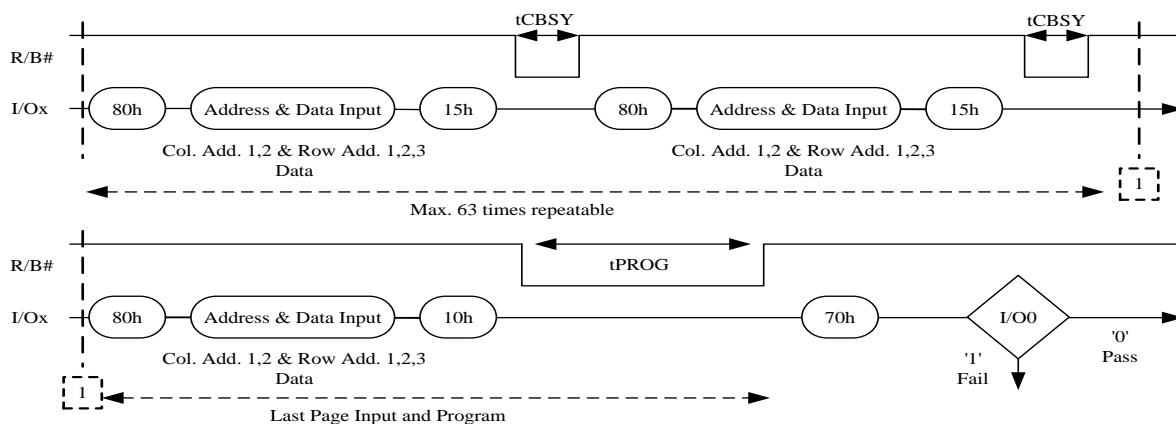 tCBSY tCBSY
R/B#
I/Ox 80h Address & Data Input 15h 80h Address & Data Input 15h
Col. Add. 1,2 & Row Add. 1,2,3 Col. Add. 1,2 & Row Add. 1,2,3
Data Data
1
Max. 63 times repeatable
R/B#
tPROG
I/Ox 80h Address & Data Input 10h 70h I/O0 '0'
Pass
Col. Add. 1,2 & Row Add. 1,2,3 '1'
Data Fail
1
Last Page Input and Program